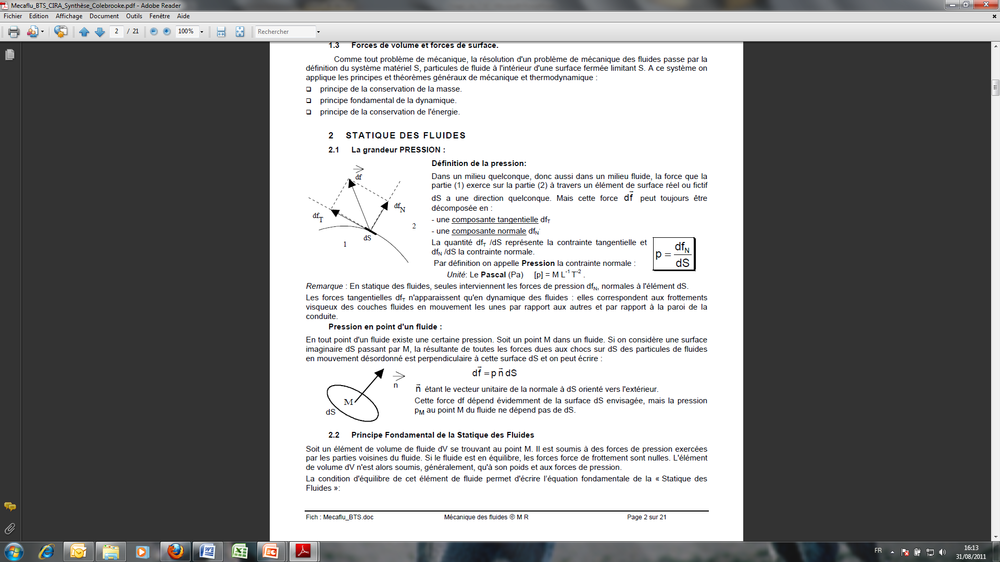 Mecaflu_BTS_CIRA_Synthèse_Colebrooke.pdf - Adobe Reader
Fichier Edition Affichage Document Outils Fenêtre Aide
2 / 21 100% Rechercher
1.3 Forces de volume et forces de surface.
Comme tout problème de mécanique, la résolution d'un problème de mécanique des fluides passe par la
définition du système matériel S, particules de fluide à l'intérieur d'une surface fermée limitant S. A ce système on
applique les principes et théorèmes généraux de mécanique et thermodynamique :
❑ principe de la conservation de la masse.
❑ principe fondamental de la dynamique.
❑ principe de la conservation de l'énergie.
2 STATIQUE DES FLUIDES
2.1 La grandeur PRESSION :
df
df_T
df_N
dS
1
2
Définition de la pression:
Dans un milieu quelconque, donc aussi dans un milieu fluide, la force que la
partie (1) exerce sur la partie (2) à travers un élément de surface réel ou fictif
dS a une direction quelconque. Mais cette force df⃗ peut toujours être
décomposée en :
- une composante tangentielle df_T
- une composante normale df_N.
La quantité df_T /dS représente la contrainte tangentielle et
df_N /dS la contrainte normale.
Par définition on appelle Pression la contrainte normale :
p = df_N / dS
Unité: Le Pascal (Pa) [p] = M L⁻¹ T⁻² .
Remarque : En statique des fluides, seules interviennent les forces de pression df_N, normales à l'élément dS.
Les forces tangentielles df_T n'apparaissent qu'en dynamique des fluides : elles correspondent aux frottements
visqueux des couches fluides en mouvement les unes par rapport aux autres et par rapport à la paroi de la
conduite.
Pression en point d'un fluide :
En tout point d'un fluide existe une certaine pression. Soit un point M dans un fluide. Si on considère une surface
imaginaire dS passant par M, la résultante de toutes les forces dues aux chocs sur dS des particules de fluides
en mouvement désordonné est perpendiculaire à cette surface dS et on peut écrire :
n
M
dS
df⃗ = p n⃗ dS
n⃗ étant le vecteur unitaire de la normale à dS orienté vers l'extérieur.
Cette force df dépend évidemment de la surface dS envisagée, mais la pression
p_M au point M du fluide ne dépend pas de dS.
2.2 Principe Fondamental de la Statique des Fluides
Soit un élément de volume de fluide dV se trouvant au point M. Il est soumis à des forces de pression exercées
par les parties voisines du fluide. Si le fluide est en équilibre, les forces force de frottement sont nulles. L'élément
de volume dV n'est alors soumis, généralement, qu'à son poids et aux forces de pression.
La condition d'équilibre de cet élément de fluide permet d'écrire l'équation fondamentale de la « Statique des
Fluides »:
Fich : Mecaflu_BTS.doc Mécanique des fluides © M R Page 2 sur 21
FR 16:13
31/08/2011